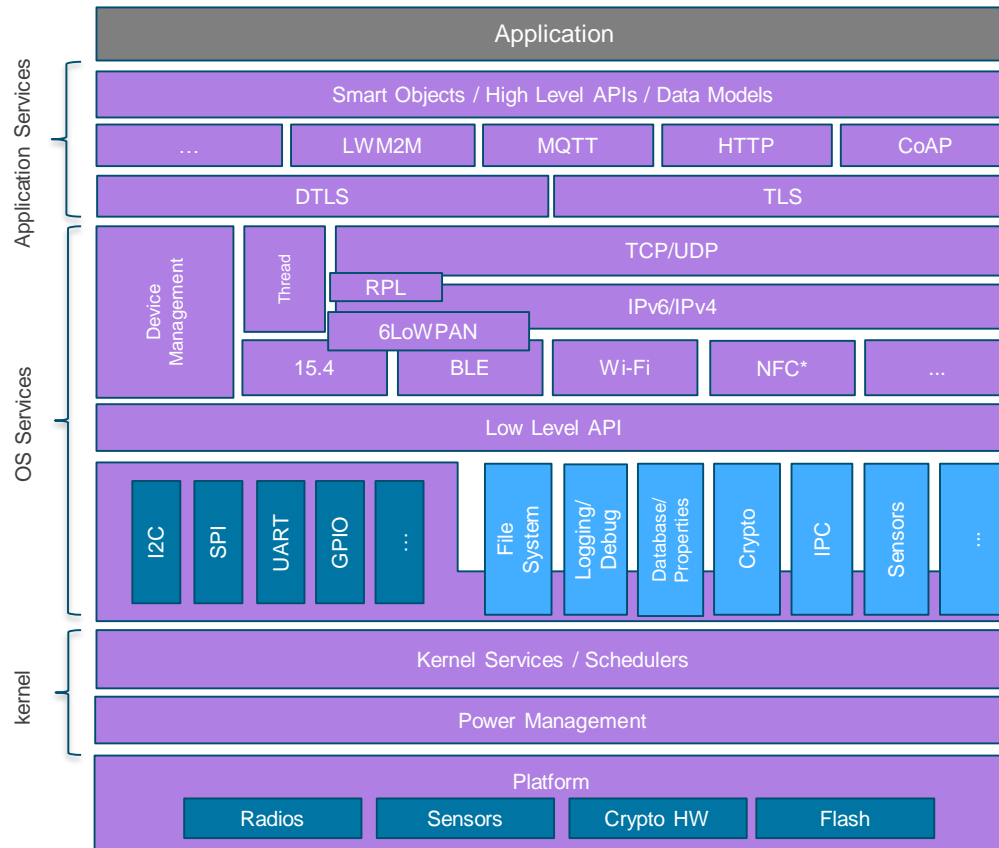 Application
Application Services
Smart Objects / High Level APIs / Data Models
…
LWM2M
MQTT
HTTP
CoAP
DTLS
TLS
OS Services
Device
Management
Thread
TCP/UDP
RPL
IPv6/IPv4
6LoWPAN
15.4
BLE
Wi-Fi
NFC*
...
Low Level API
I2C
SPI
UART
GPIO
…
File
System
Logging/
Debug
Database/
Properties
Crypto
IPC
Sensors
...
kernel
Kernel Services / Schedulers
Power Management
Platform
Radios
Sensors
Crypto HW
Flash